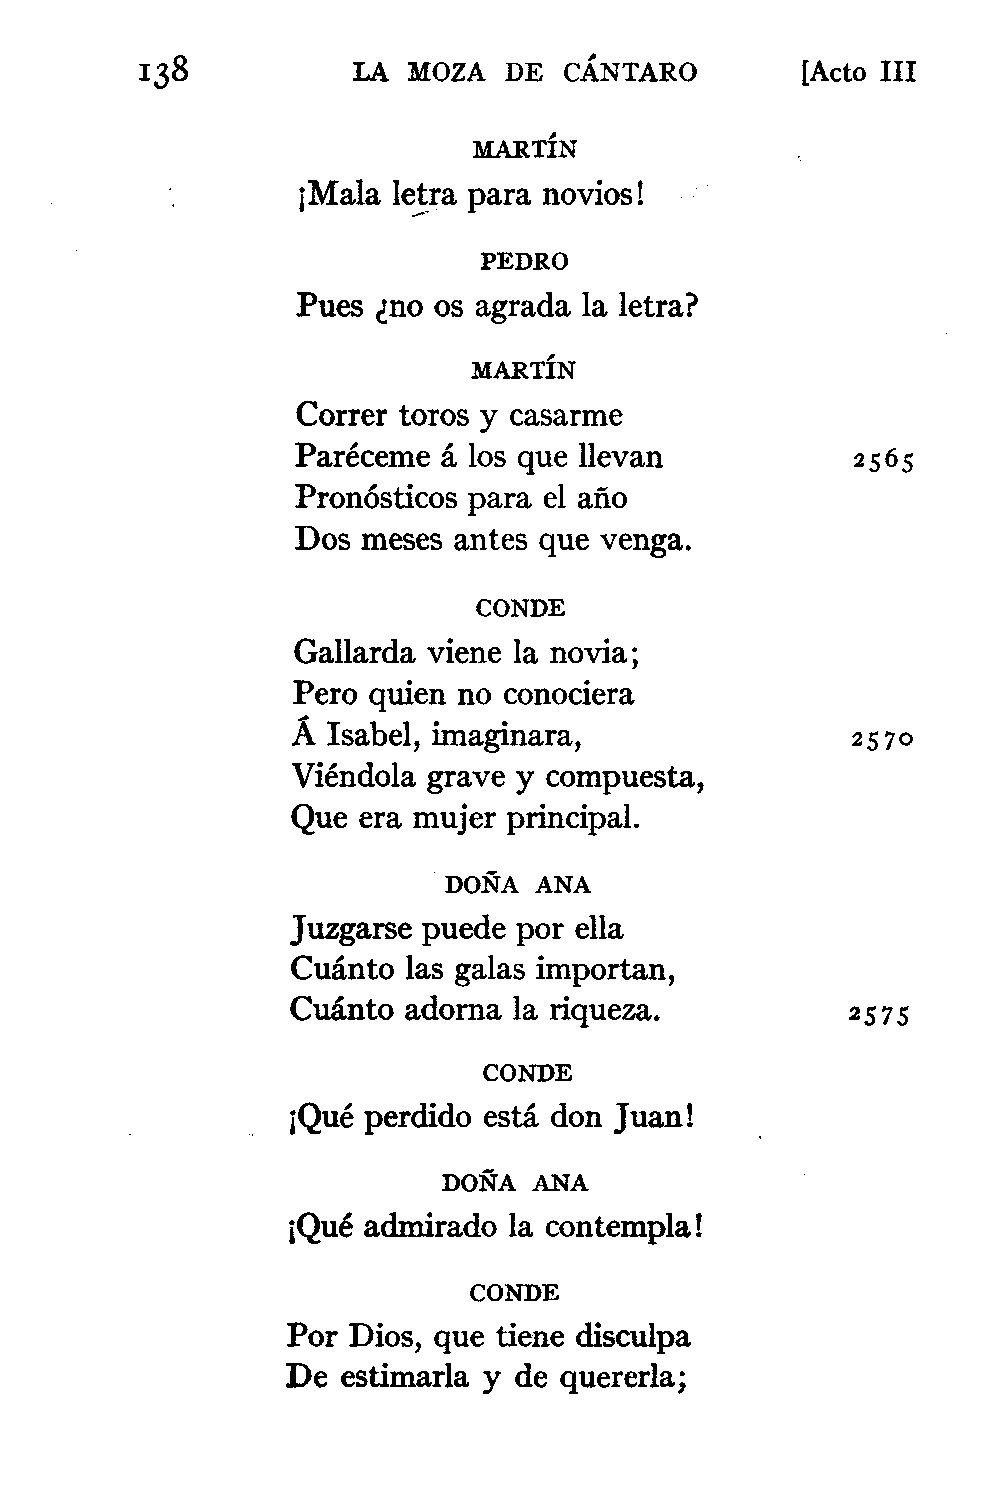 138 LA MOZA DE CÁNTARO [Acto III
MARTÍN
¡Mala letra para novios!
PEDRO
Pues ¿no os agrada la letra?
MARTÍN
Correr toros y casarme
Paréceme á los que llevan 2565
Pronósticos para el año
Dos meses antes que venga.
CONDE
Gallarda viene la novia;
Pero quien no conociera
Á Isabel, imaginara, 2570
Viéndola grave y compuesta,
Que era mujer principal.
DOÑA ANA
Juzgarse puede por ella
Cuánto las galas importan,
Cuánto adorna la riqueza. 2575
CONDE
¡Qué perdido está don Juan!
DOÑA ANA
¡Qué admirado la contempla!
CONDE
Por Dios, que tiene disculpa
De estimarla y de quererla;